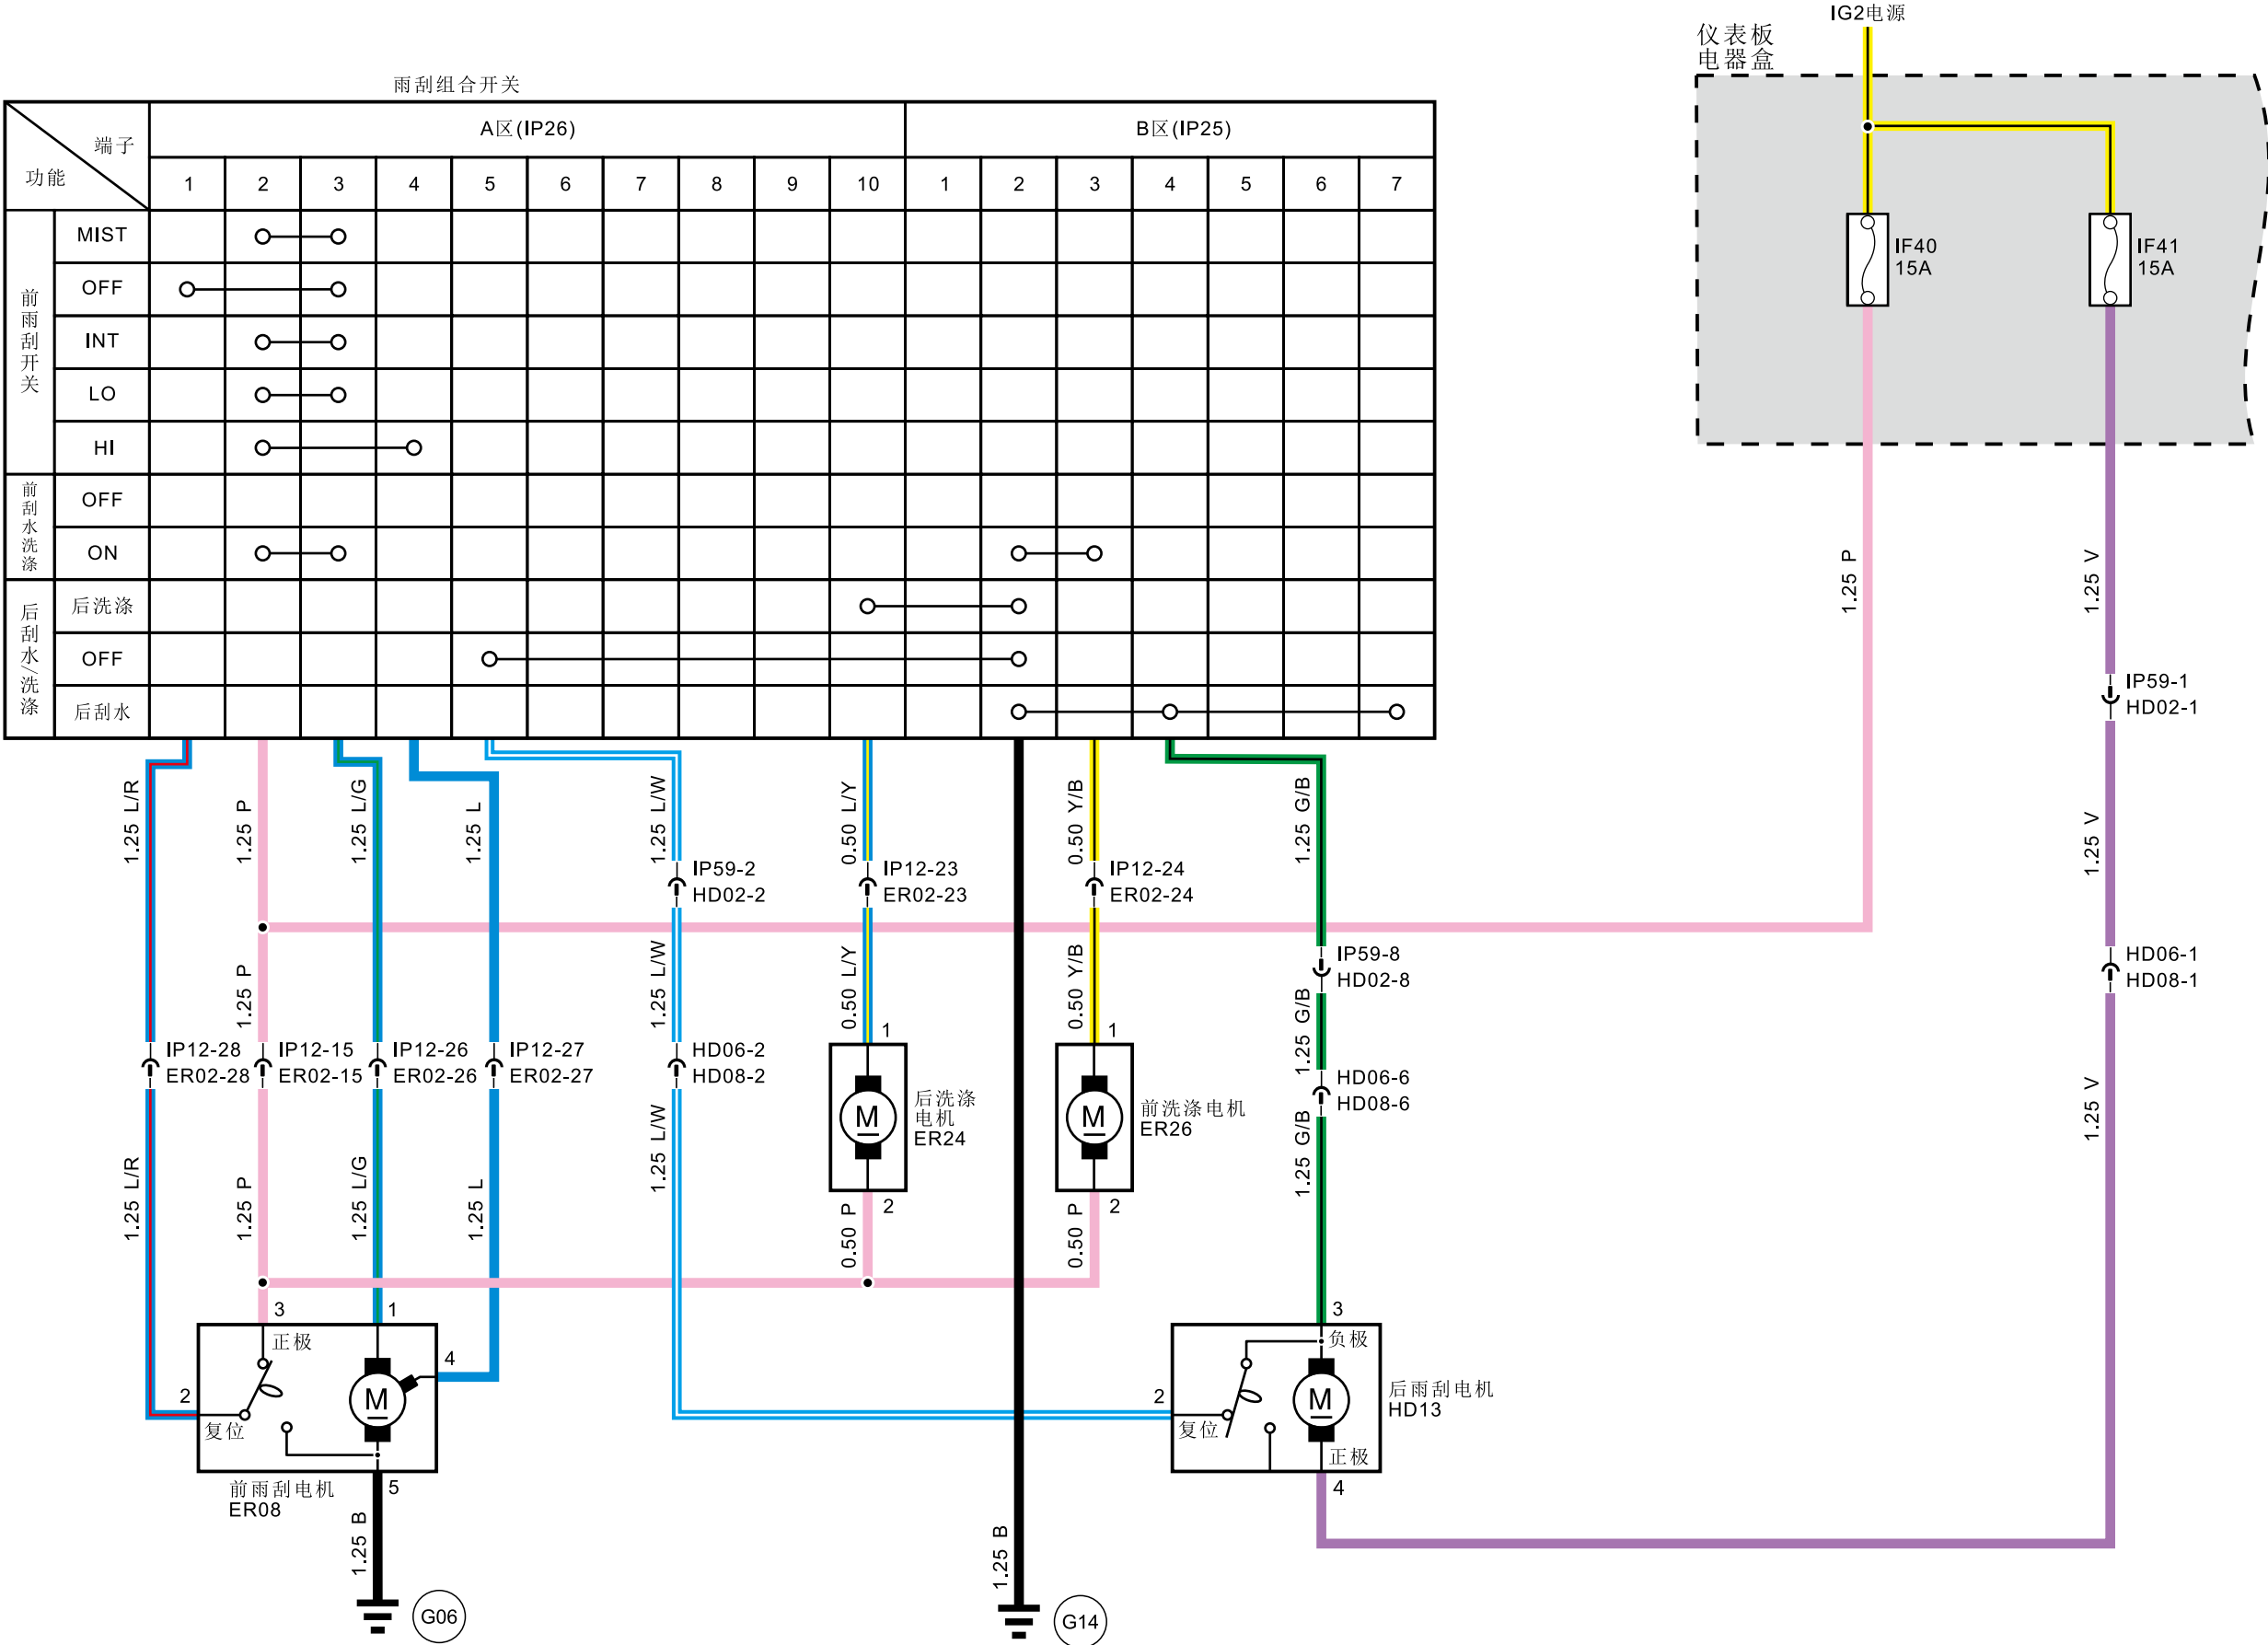 IG2电源
仪表板
电器盒
雨刮组合开关
端子
功能
A区(IP26)
B区(IP25)
1 2 3 4 5 6 7 8 9 10 1 2 3 4 5 6 7
前雨刮开关
MIST
OFF
INT
LO
HI
前刮水洗涤
OFF
ON
后刮水/洗涤
后洗涤
OFF
后刮水
IF40
15A
IF41
15A
1.25 P
1.25 V
IP59-1
HD02-1
1.25 L/R
1.25 P
1.25 L/G
1.25 L
1.25 L/W
0.50 L/Y
0.50 Y/B
1.25 G/B
1.25 V
IP59-2
HD02-2
IP12-23
ER02-23
IP12-24
ER02-24
1.25 P
1.25 L/W
0.50 L/Y
0.50 Y/B
IP59-8
HD02-8
HD06-1
HD08-1
1.25 G/B
IP12-28
ER02-28
IP12-15
ER02-15
IP12-26
ER02-26
IP12-27
ER02-27
HD06-2
HD08-2
1
1
HD06-6
HD08-6
M
后洗涤
电机
ER24
M
前洗涤电机
ER26
1.25 L/R
1.25 P
1.25 L/G
1.25 L
1.25 L/W
1.25 G/B
1.25 V
2
2
0.50 P
0.50 P
3
1
正极
4
2
复位
M
5
前雨刮电机
ER08
3
负极
2
复位
M
正极
4
后雨刮电机
HD13
1.25 B
G06
1.25 B
G14